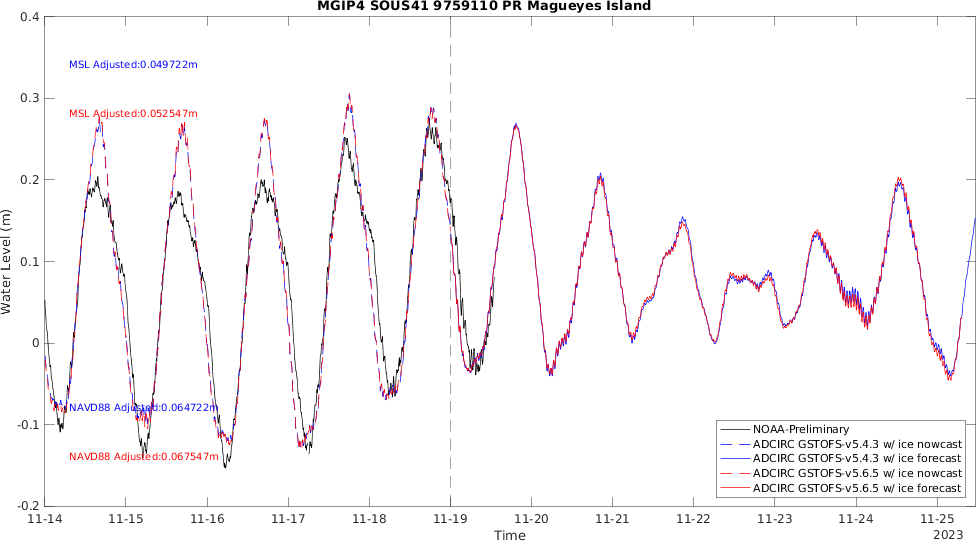 MGIP4 SOUS41 9759110 PR Magueyes Island
0.4
0.3
0.2
0.1
0
-0.1
-0.2
Water Level (m)
MSL Adjusted:0.049722m
MSL Adjusted:0.052547m
NAVD88 Adjusted:0.064722m
NAVD88 Adjusted:0.067547m
NOAA-Preliminary
ADCIRC GSTOFS-v5.4.3 w/ ice nowcast
ADCIRC GSTOFS-v5.4.3 w/ ice forecast
ADCIRC GSTOFS-v5.6.5 w/ ice nowcast
ADCIRC GSTOFS-v5.6.5 w/ ice forecast
11-14 11-15 11-16 11-17 11-18 11-19 11-20 11-21 11-22 11-23 11-24 11-25
Time
2023